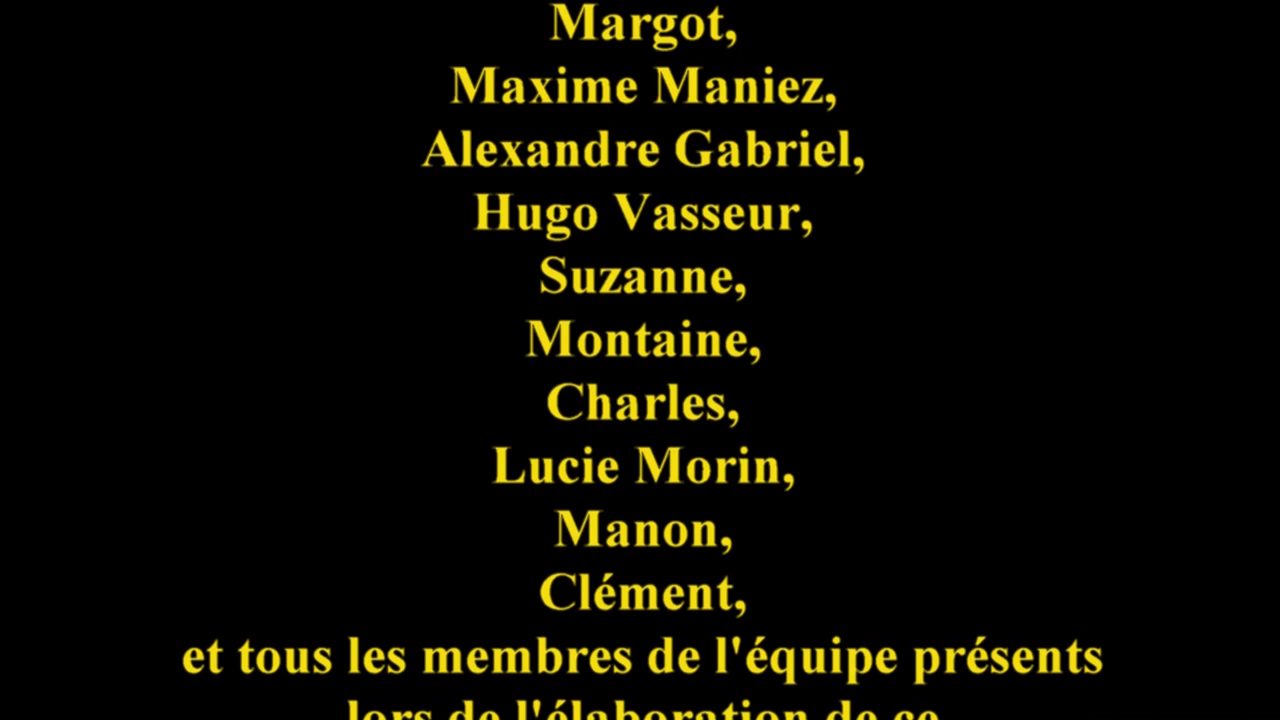 Margot,
Maxime Maniez,
Alexandre Gabriel,
Hugo Vasseur,
Suzanne,
Montaine,
Charles,
Lucie Morin,
Manon,
Clément,
et tous les membres de l'équipe présents
lors de l'élaboration de ce